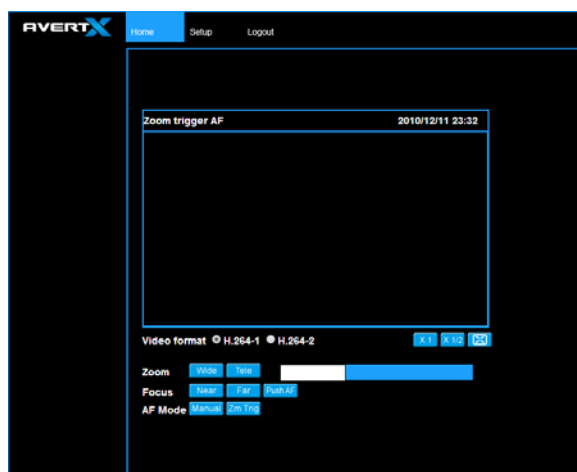 AVERTX Home Setup Logout
Zoom trigger AF 2010/12/11 23:32
Video format H.264-1 H.264-2 X 1 X 1/2
Zoom Wide Tele
Focus Near Far Push AF
AF Mode Manual Zm Trig